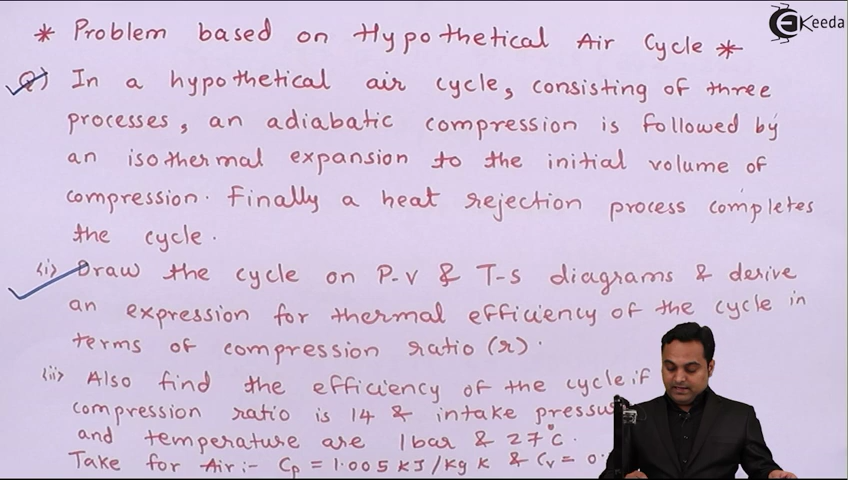 Ekeeda
* Problem based on Hypothetical Air Cycle *
Q) In a hypothetical air cycle, consisting of three
processes, an adiabatic compression is followed by
an isothermal expansion to the initial volume of
compression. Finally a heat rejection process completes
the cycle.
(i) Draw the cycle on P-V & T-s diagrams & derive
an expression for thermal efficiency of the cycle in
terms of compression ratio (r).
(ii) Also find the efficiency of the cycle if
compression ratio is 14 & intake
and temperature are 1 bar & 27°C.
Take for Air:- Cp = 1.005 KJ/Kg K & Cv =